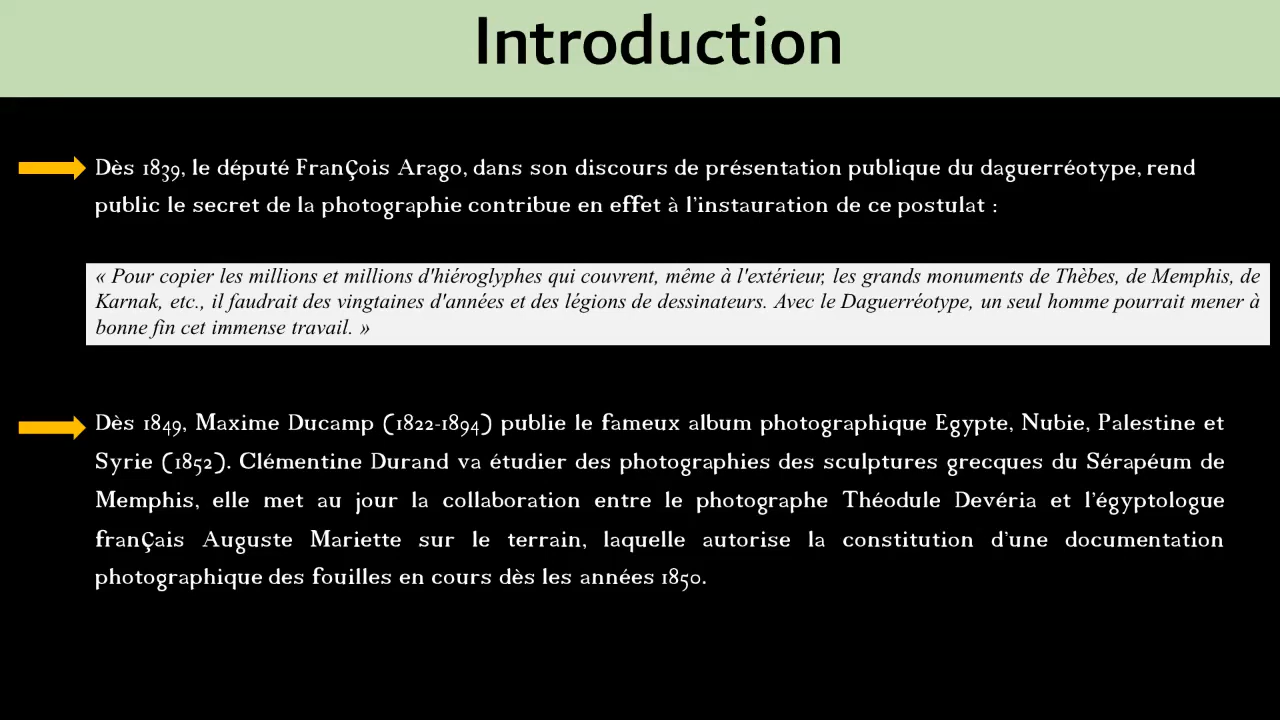 Introduction
Dès 1839, le député François Arago, dans son discours de présentation publique du daguerréotype, rend
public le secret de la photographie contribue en effet à l'instauration de ce postulat :
« Pour copier les millions et millions d'hiéroglyphes qui couvrent, même à l'extérieur, les grands monuments de Thèbes, de Memphis, de
Karnak, etc., il faudrait des vingtaines d'années et des légions de dessinateurs. Avec le Daguerréotype, un seul homme pourrait mener à
bonne fin cet immense travail. »
Dès 1849, Maxime Ducamp (1822-1894) publie le fameux album photographique Egypte, Nubie, Palestine et
Syrie (1852). Clémentine Durand va étudier des photographies des sculptures grecques du Sérapéum de
Memphis, elle met au jour la collaboration entre le photographe Théodule Devéria et l'égyptologue
français Auguste Mariette sur le terrain, laquelle autorise la constitution d'une documentation
photographique des fouilles en cours dès les années 1850.